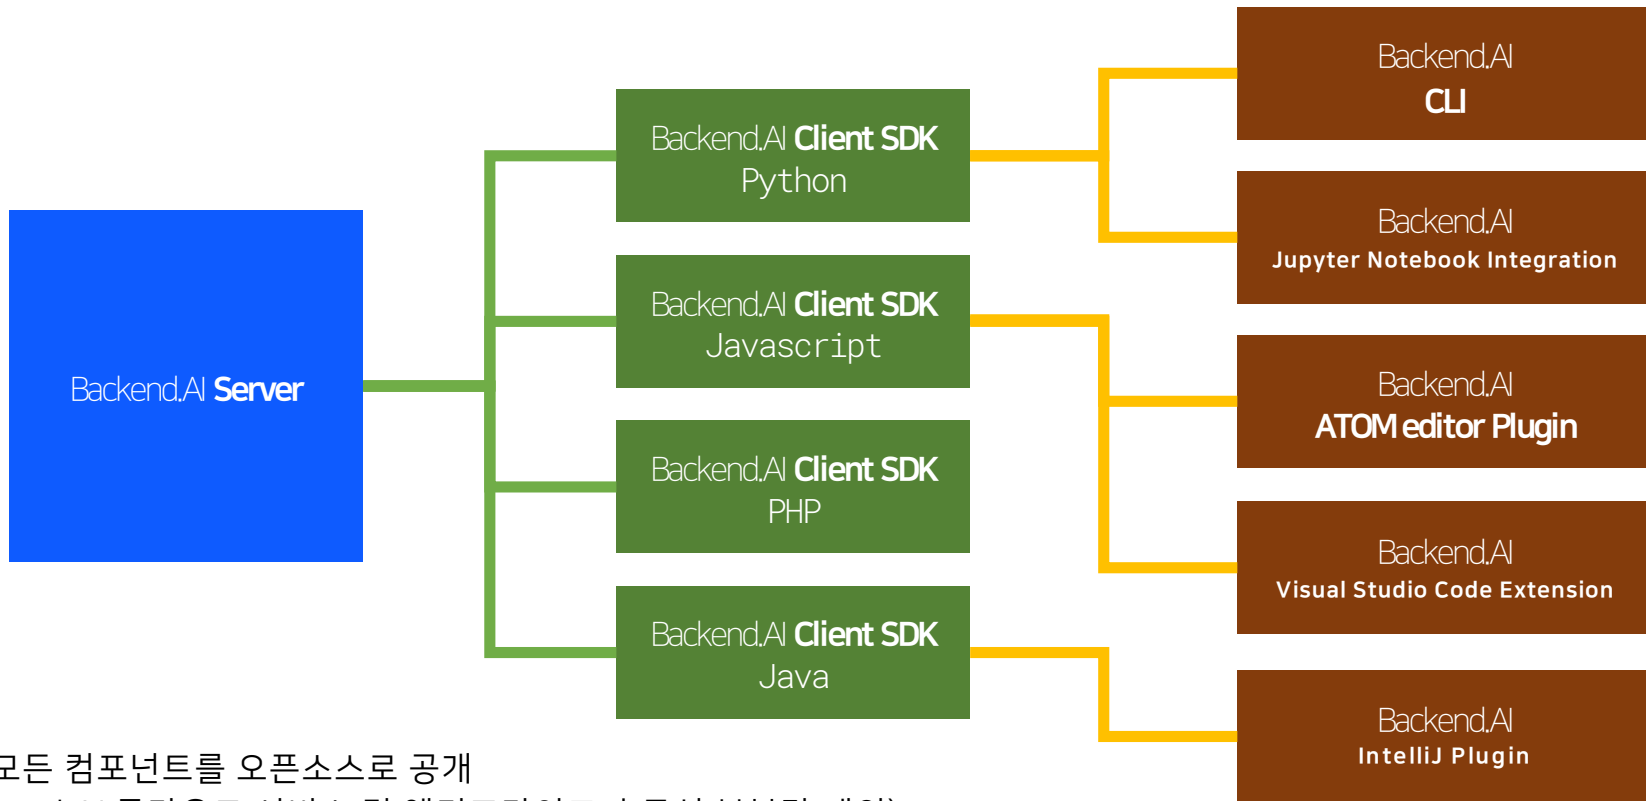 Backend.AI Server
Backend.AI Client SDK
Python
Backend.AI Client SDK
Javascript
Backend.AI Client SDK
PHP
Backend.AI Client SDK
Java
Backend.AI
CLI
Backend.AI
Jupyter Notebook Integration
Backend.AI
ATOM editor Plugin
Backend.AI
Visual Studio Code Extension
Backend.AI
IntelliJ Plugin
모든 컴포넌트를 오픈소스로 공개